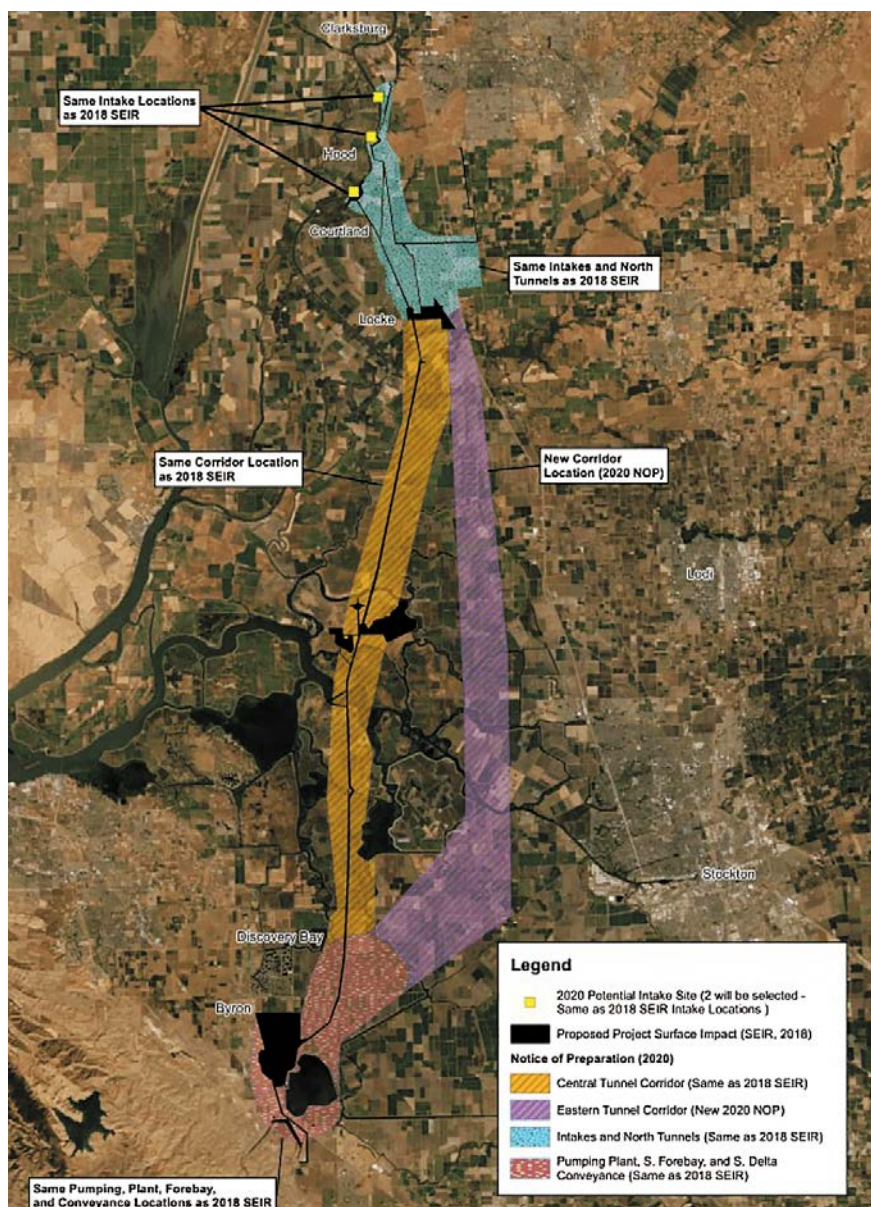 Clarksburg
Same Intake Locations
as 2018 SEIR
Hood
Courtland
Same Intakes and North
Tunnels as 2018 SEIR
Locke
Same Corridor Location
as 2018 SEIR
New Corridor
Location (2020 NOP)
Lodi
Stockton
Discovery Bay
Byron
Legend
2020 Potential Intake Site (2 will be selected -
Same as 2018 SEIR Intake Locations )
Proposed Project Surface Impact (SEIR, 2018)
Notice of Preparation (2020)
Central Tunnel Corridor (Same as 2018 SEIR)
Eastern Tunnel Corridor (New 2020 NOP)
Intakes and North Tunnels (Same as 2018 SEIR)
Pumping Plant, S. Forebay, and S. Delta
Conveyance (Same as 2018 SEIR)
Same Pumping, Plant, Forebay,
and Conveyance Locations as 2018 SEIR